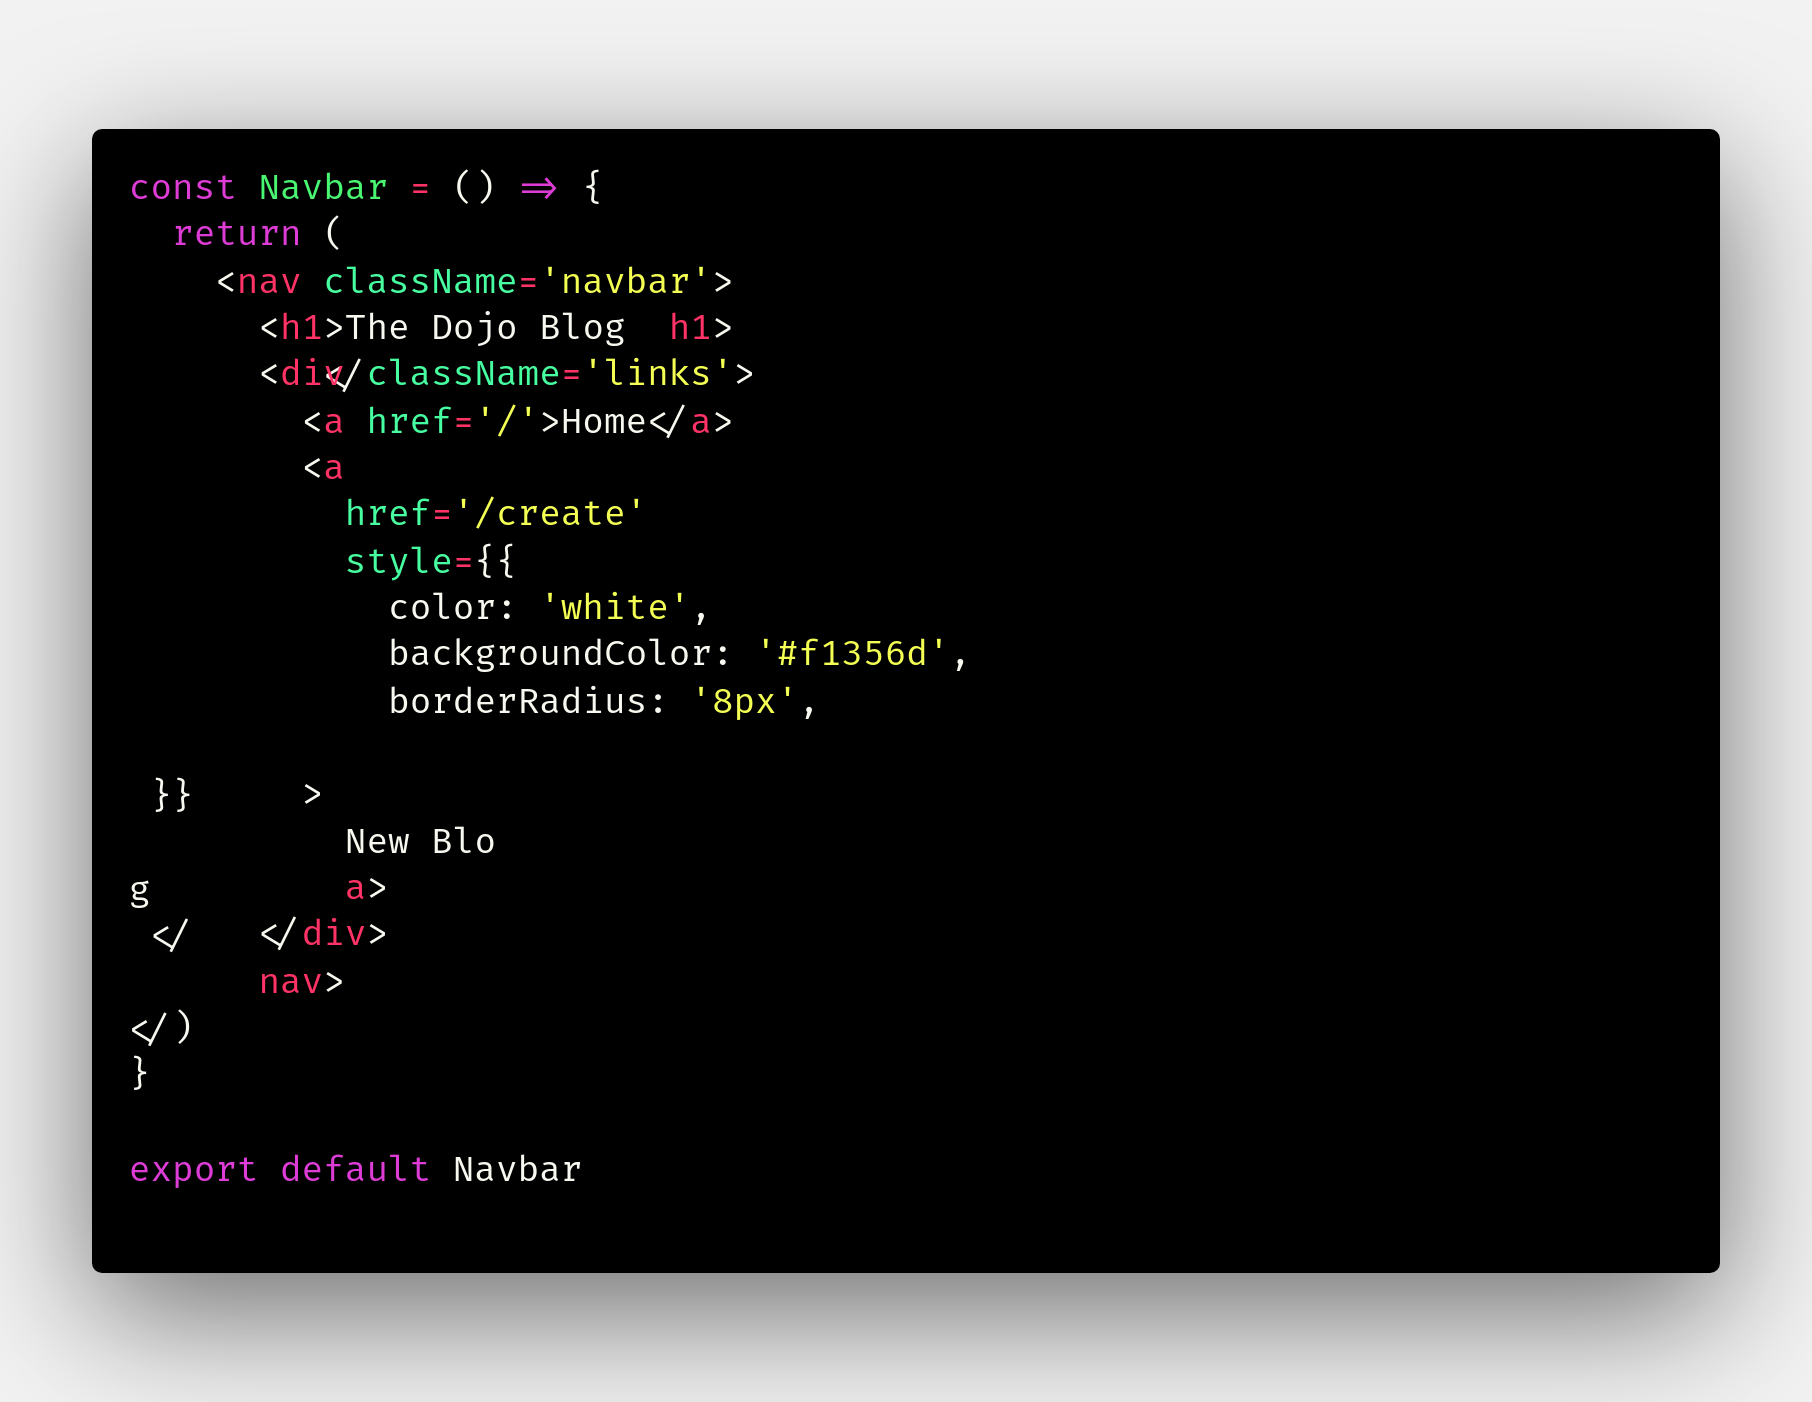 const Navbar = () => {
  return (
    <nav className='navbar'>
      <h1>The Dojo Blog  h1>
      <div</ className='links'>
        <a href='/'>Home</a>
        <a
          href='/create'
          style={{
            color: 'white',
            backgroundColor: '#f1356d',
            borderRadius: '8px',
 }}     >
          New Blo
g         a>
 </   </div>
      nav>
</)
}
export default Navbar